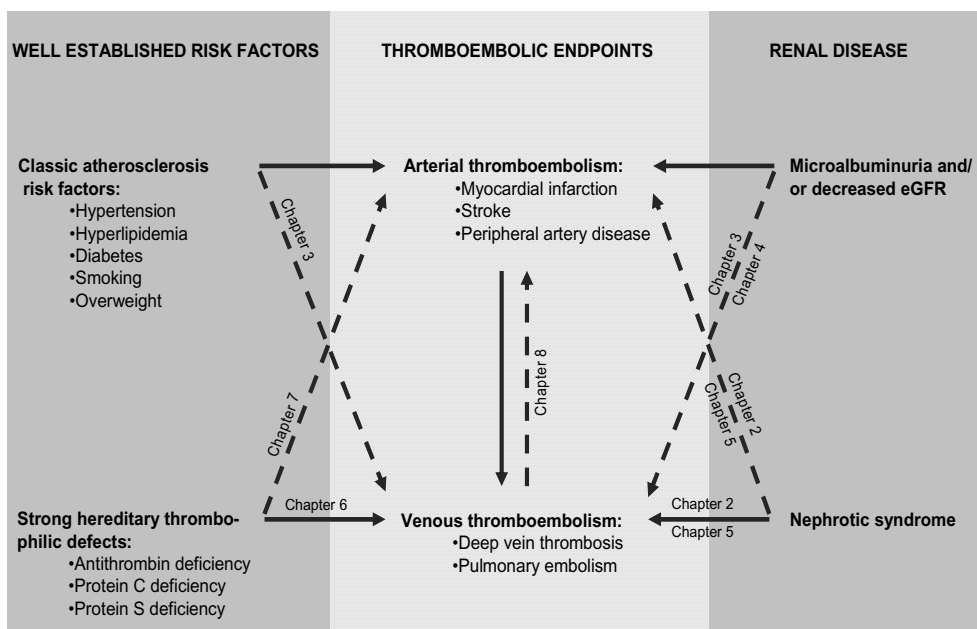 WELL ESTABLISHED RISK FACTORS
THROMBOEMBOLIC ENDPOINTS
RENAL DISEASE
Classic atherosclerosis
risk factors:
•Hypertension
•Hyperlipidemia
•Diabetes
•Smoking
•Overweight
Arterial thromboembolism:
•Myocardial infarction
•Stroke
•Peripheral artery disease
Microalbuminuria and/
or decreased eGFR
Chapter 3
Chapter 3
Chapter 4
Chapter 8
Chapter 7
Chapter 2
Chapter 5
Strong hereditary thrombo-
philic defects:
•Antithrombin deficiency
•Protein C deficiency
•Protein S deficiency
Chapter 6
Venous thromboembolism:
•Deep vein thrombosis
•Pulmonary embolism
Chapter 2
Chapter 5
Nephrotic syndrome